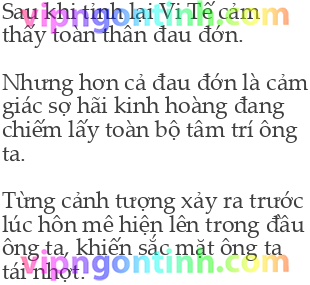 vipngontinh.com
Sau khi tỉnh lại Vi Tế cảm
thấy toàn thân đau đớn.
Nhưng hơn cả đau đớn là cảm
giác sợ hãi kinh hoàng đang
chiếm lấy toàn bộ tâm trí ông
ta.
Từng cảnh tượng xảy ra trước
lúc hôn mê hiện lên trong đầu
ông ta, khiến sắc mặt ông ta
tái nhợt.
vipngontinh.com